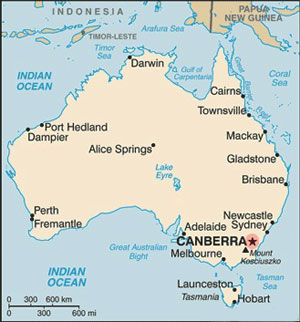 INDONESIA
PAPUA
NEW GUINEA
TIMOR-LESTE
Arafura Sea
Timor
Sea
INDIAN
OCEAN
Darwin
Gulf of
Carpentaria
Coral
Sea
Cairns
Townsville
Port Hedland
Dampier
Mackay
Alice Springs
Gladstone
Lake
Eyre
Brisbane
Perth
Fremantle
Newcastle
Adelaide
Sydney
CANBERRA
Great Australian
Bight
Melbourne
Mount
Kosciuszko
INDIAN
OCEAN
Tasman
Sea
Launceston
Tasmania
Hobart
0 300 600 km
0 300 600 mi